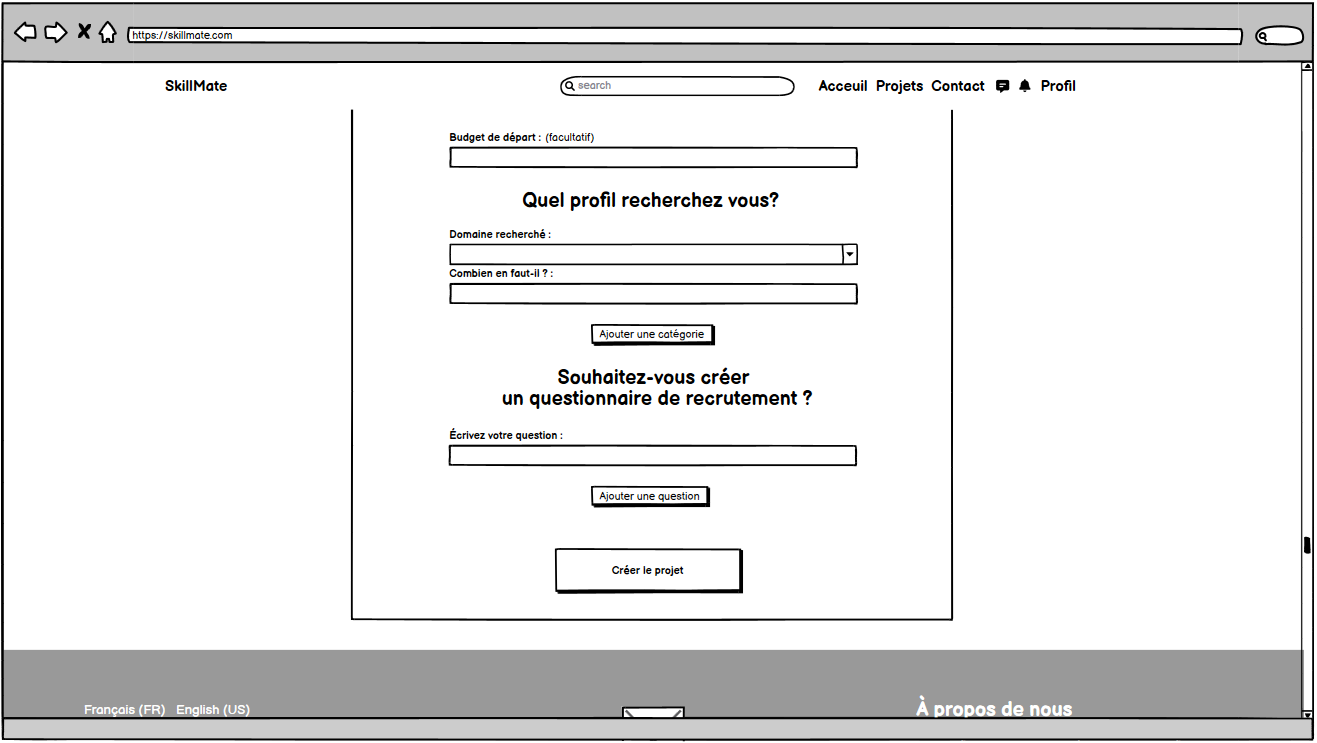 https://skillmate.com
SkillMate
search
Acceuil Projets Contact Profil
Budget de départ : (facultatif)
Quel profil recherchez vous?
Domaine recherché :
Combien en faut-il ? :
Ajouter une catégorie
Souhaitez-vous créer
un questionnaire de recrutement ?
Écrivez votre question :
Ajouter une question
Créer le projet
Français (FR) English (US)
À propos de nous